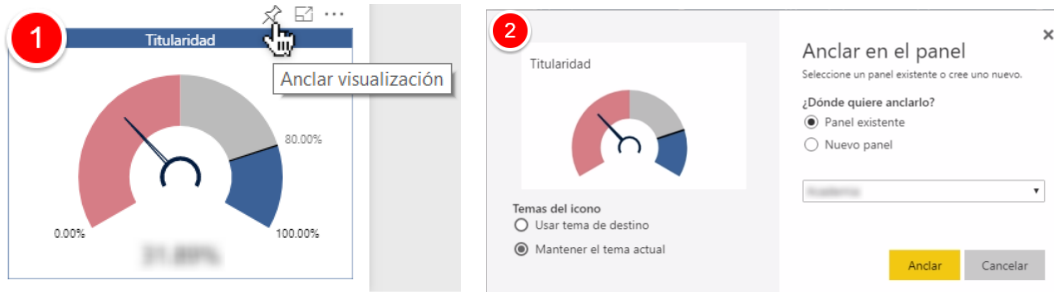 1
Titularidad
Anclar visualización
80.00%
0.00%
100.00%
2
Titularidad
Temas del icono
Usar tema de destino
Mantener el tema actual
Anclar en el panel
Seleccione un panel existente o cree uno nuevo.
¿Dónde quiere anclarlo?
Panel existente
Nuevo panel
Anclar
Cancelar